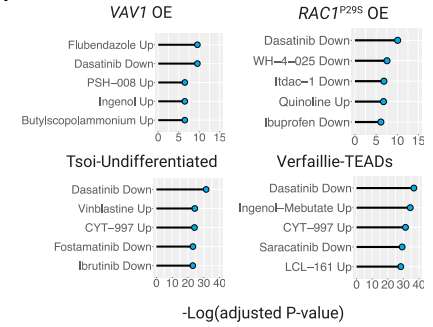 VAV1 OE
Flubendazole Up
Dasatinib Down
PSH–008 Up
Ingenol Up
Butylscopolammonium Up
0 5 10 15
RAC1P29S OE
Dasatinib Down
WH–4–025 Down
Itdac–1 Down
Quinoline Up
Ibuprofen Down
0 5 10 15
Tsoi-Undifferentiated
Dasatinib Down
Vinblastine Up
CYT–997 Up
Fostamatinib Down
Ibrutinib Down
0 10 20 30 40
Verfaillie-TEADs
Dasatinib Down
Ingenol–Mebutate Up
CYT–997 Up
Saracatinib Down
LCL–161 Up
0 10 20 30 40
-Log(adjusted P-value)